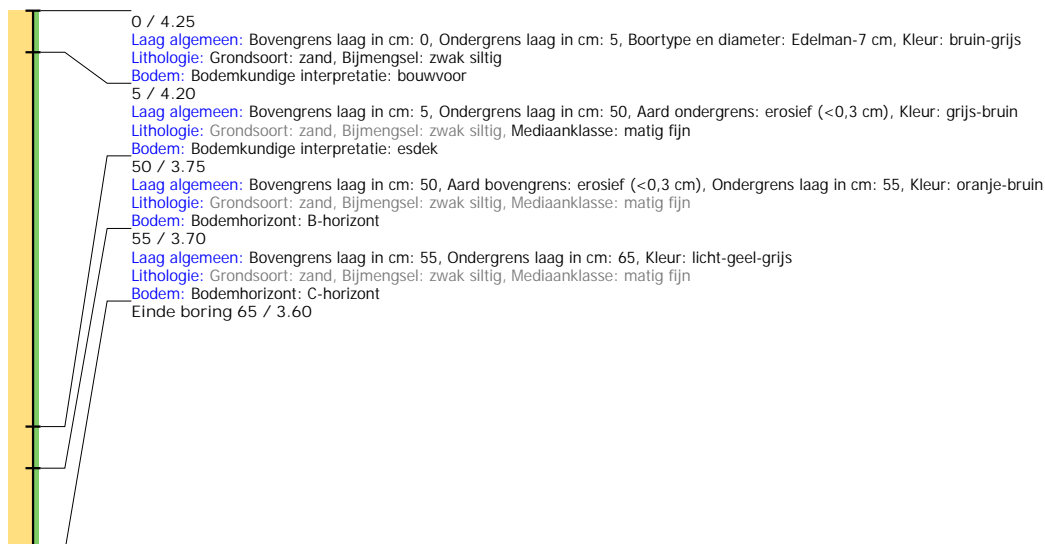 0 / 4.25
Laag algemeen: Bovengrens laag in cm: 0, Ondergrens laag in cm: 5, Boortype en diameter: Edelman-7 cm, Kleur: bruin-grijs
Lithologie: Grondsoort: zand, Bijmengsel: zwak siltig
Bodem: Bodemkundige interpretatie: bouwvoor
5 / 4.20
Laag algemeen: Bovengrens laag in cm: 5, Ondergrens laag in cm: 50, Aard ondergrens: erosief (<0,3 cm), Kleur: grijs-bruin
Lithologie: Grondsoort: zand, Bijmengsel: zwak siltig, Mediaanklasse: matig fijn
Bodem: Bodemkundige interpretatie: esdek
50 / 3.75
Laag algemeen: Bovengrens laag in cm: 50, Aard bovengrens: erosief (<0,3 cm), Ondergrens laag in cm: 55, Kleur: oranje-bruin
Lithologie: Grondsoort: zand, Bijmengsel: zwak siltig, Mediaanklasse: matig fijn
Bodem: Bodemhorizont: B-horizont
55 / 3.70
Laag algemeen: Bovengrens laag in cm: 55, Ondergrens laag in cm: 65, Kleur: licht-geel-grijs
Lithologie: Grondsoort: zand, Bijmengsel: zwak siltig, Mediaanklasse: matig fijn
Bodem: Bodemhorizont: C-horizont
Einde boring 65 / 3.60